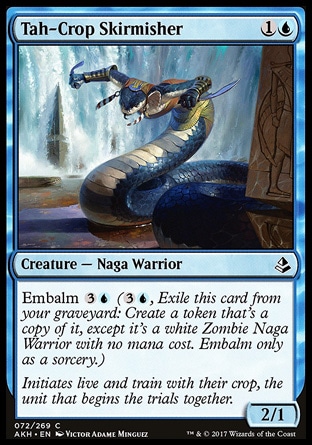 Tah-Crop Skirmisher 1
Creature — Naga Warrior
Embalm 3 (3, Exile this card from
your graveyard: Create a token that's a
copy of it, except it's a white Zombie Naga
Warrior with no mana cost. Embalm only
as a sorcery.)
Initiates live and train with their crop, the
unit that begins the trials together.
2/1
072/269 C
AKH • EN Victor Adame Minguez
™ & © 2017 Wizards of the Coast